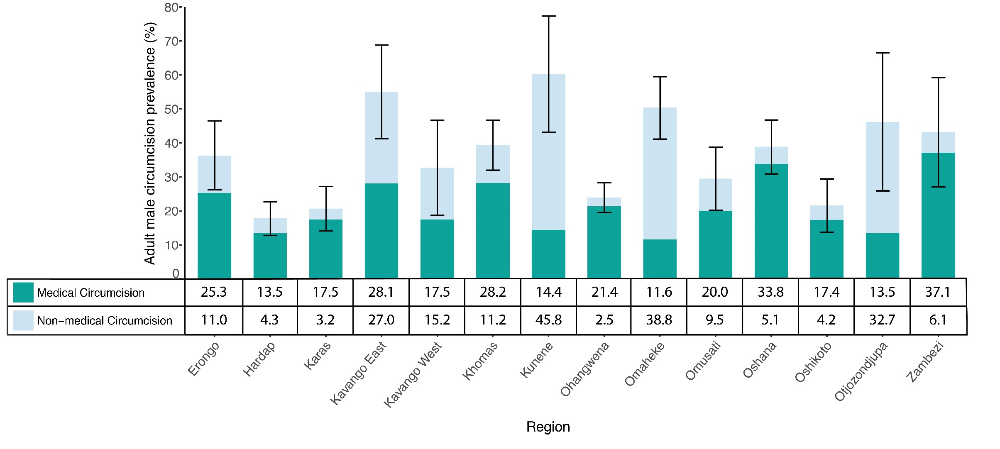 Adult male circumcision prevalence (%)
80
70
60
50
40
30
20
10
0
Medical Circumcision 25.3 13.5 17.5 28.1 17.5 28.2 14.4 21.4 11.6 20.0 33.8 17.4 13.5 37.1
Non−medical Circumcision 11.0 4.3 3.2 27.0 15.2 11.2 45.8 2.5 38.8 9.5 5.1 4.2 32.7 6.1
Erongo Hardap Karas Kavango East Kavango West Khomas Kunene Ohangwena Omaheke Omusati Oshana Oshikoto Otjozondjupa Zambezi
Region